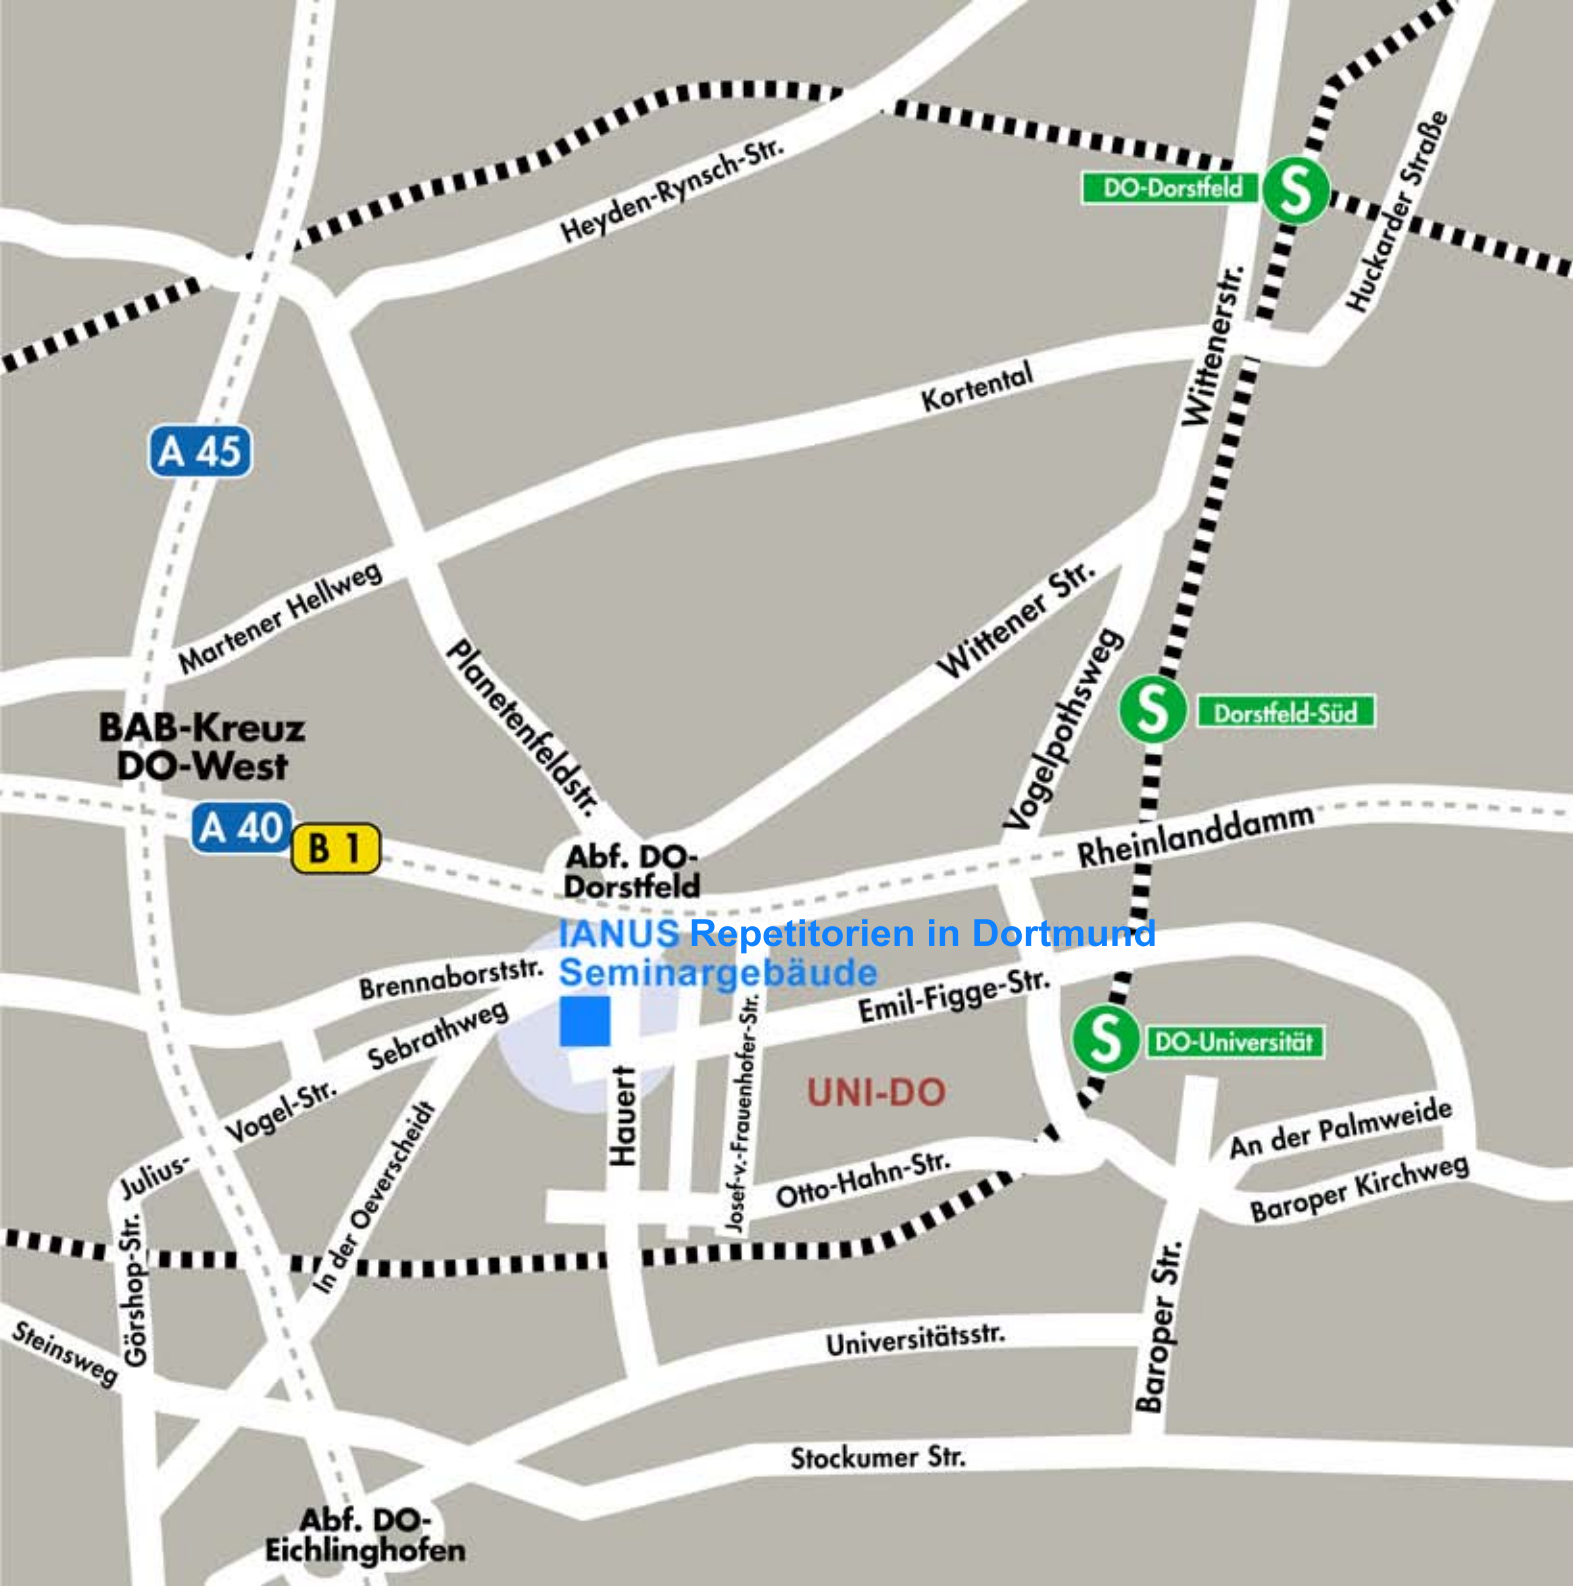 Heyden-Rynsch-Str.
DO-Dorstfeld
S
Huckarder Straße
Wittenerstr.
Kortental
A 45
Martener Hellweg
Wittener Str.
Planetenfeldstr.
Vogelpothsweg
S
Dorstfeld-Süd
BAB-Kreuz
DO-West
A 40
B 1
Rheinlanddamm
Abf. DO-
Dorstfeld
IANUS Repetitorien in Dortmund
Seminargebäude
Brennaborststr.
Sebrathweg
Emil-Figge-Str.
Josef-v.-Frauenhofer-Str.
S
DO-Universität
UNI-DO
Hauert
Julius-
Vogel-Str.
In der Oeverscheidt
An der Palmweide
Otto-Hahn-Str.
Baroper Kirchweg
Görshop-Str.
Steinsweg
Baroper Str.
Universitätsstr.
Stockumer Str.
Abf. DO-
Eichlinghofen